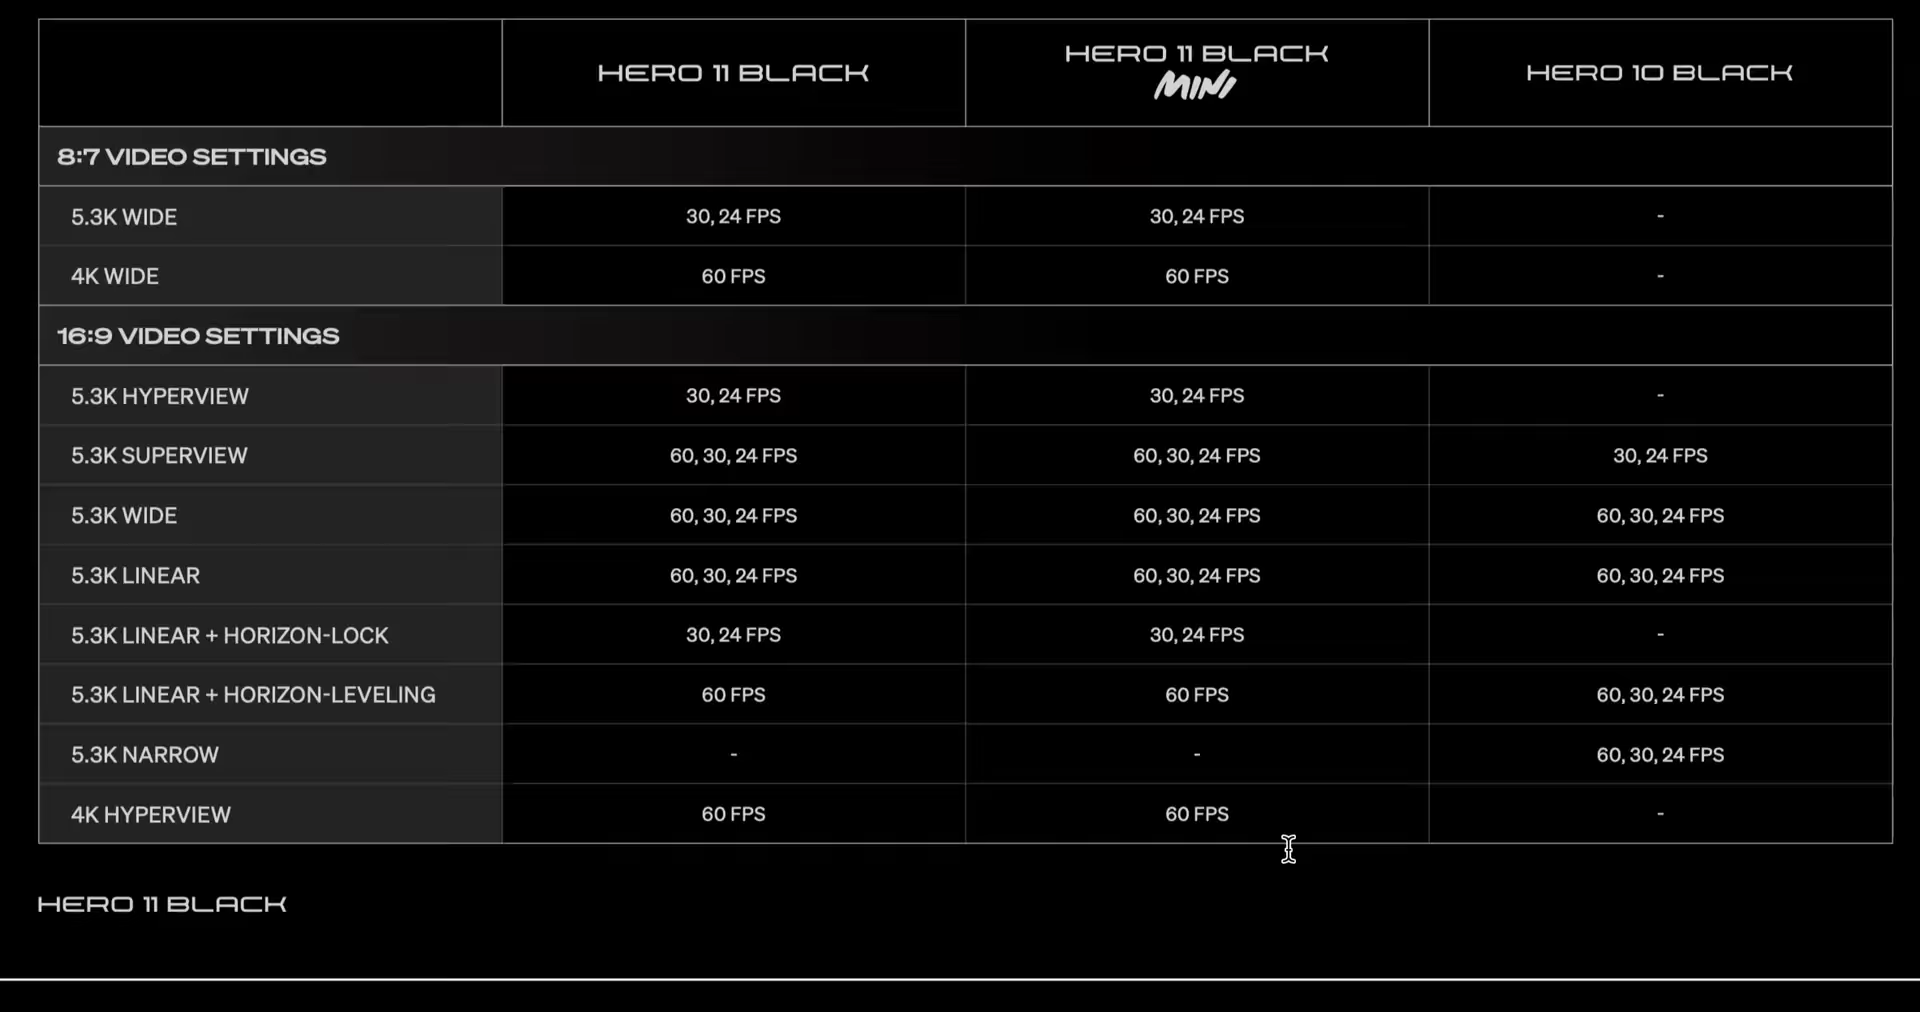 HERO 11 BLACK
HERO 11 BLACK
MINI
HERO 10 BLACK
8:7 VIDEO SETTINGS
5.3K WIDE 30, 24 FPS 30, 24 FPS -
4K WIDE 60 FPS 60 FPS -
16:9 VIDEO SETTINGS
5.3K HYPERVIEW 30, 24 FPS 30, 24 FPS -
5.3K SUPERVIEW 60, 30, 24 FPS 60, 30, 24 FPS 30, 24 FPS
5.3K WIDE 60, 30, 24 FPS 60, 30, 24 FPS 60, 30, 24 FPS
5.3K LINEAR 60, 30, 24 FPS 60, 30, 24 FPS 60, 30, 24 FPS
5.3K LINEAR + HORIZON-LOCK 30, 24 FPS 30, 24 FPS -
5.3K LINEAR + HORIZON-LEVELING 60 FPS 60 FPS 60, 30, 24 FPS
5.3K NARROW - - 60, 30, 24 FPS
4K HYPERVIEW 60 FPS 60 FPS -
HERO 11 BLACK